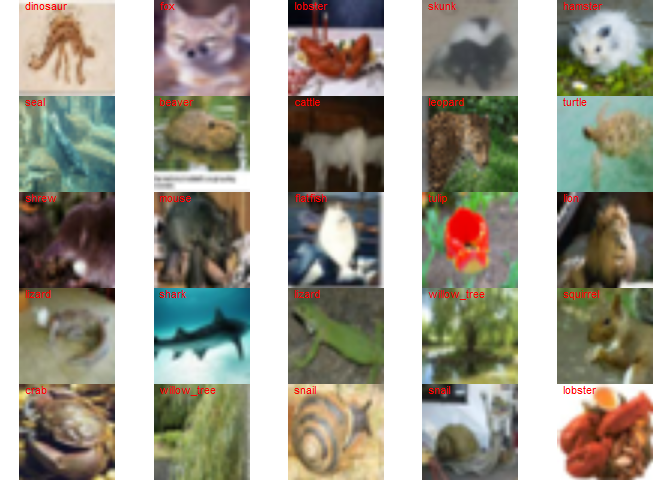 dinosaur fox lobster skunk hamster
seal beaver cattle leopard turtle
shrew mouse flatfish tulip lion
lizard shark lizard willow_tree squirrel
crab willow_tree snail snail lobster